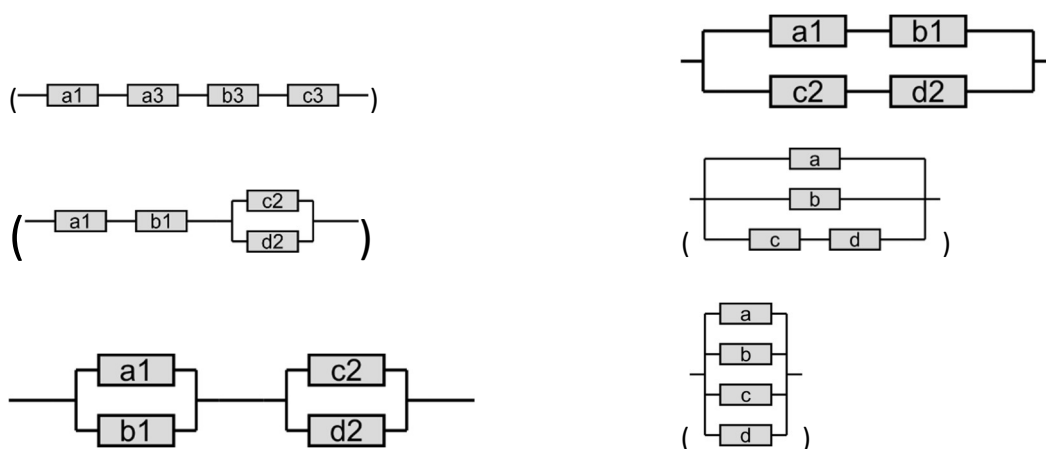 ( a1 a3 b3 c3 )
( a1 b1 c2 d2 )
a1 c2
b1 d2
a1 b1
c2 d2
a
b
( c d )
a
b
c
( d )